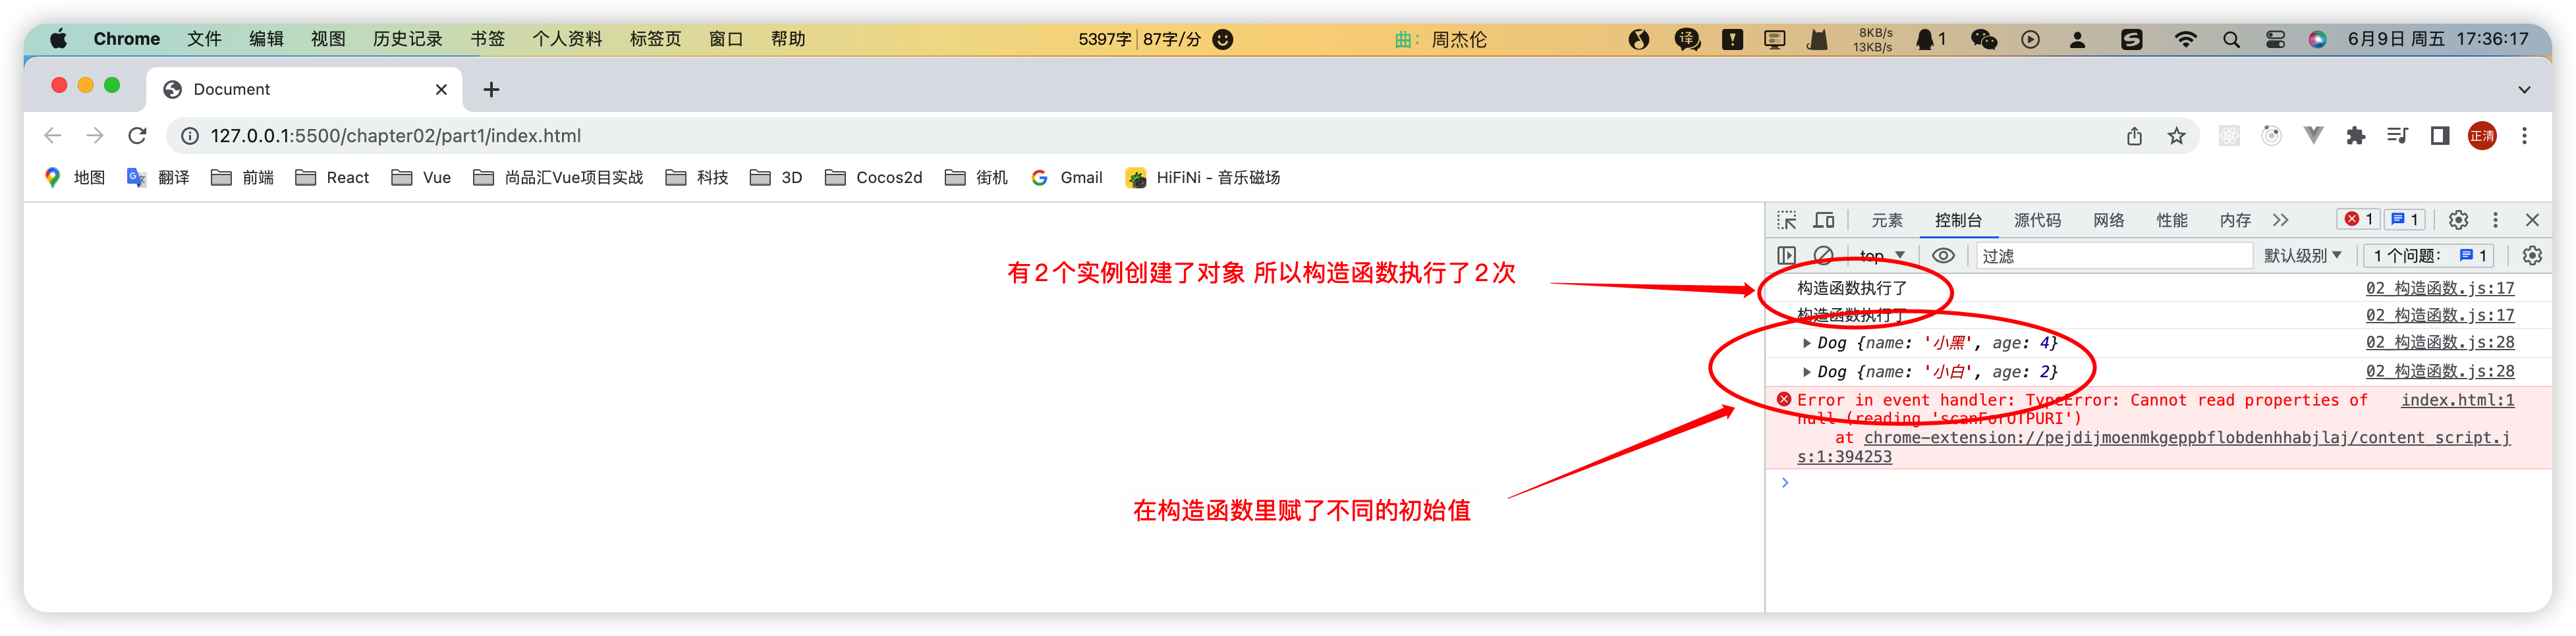 Chrome 文件 编辑 视图 历史记录 书签 个人资料 标签页 窗口 帮助 5397字 87字/分 曲： 周杰伦 译 8KB/s 13KB/s 1 6月9日 周五 17:36:17
Document
127.0.0.1:5500/chapter02/part1/index.html 正清
地图 翻译 前端 React Vue 尚品汇Vue项目实战 科技 3D Cocos2d 街机 Gmail HiFiNi - 音乐磁场
元素 控制台 源代码 网络 性能 内存 1 1
top 过滤 默认级别 1 个问题： 1
有2个实例创建了对象 所以构造函数执行了2次
构造函数执行了 02_构造函数.js:17
构造函数执行了 02_构造函数.js:17
Dog {name: '小黑', age: 4} 02_构造函数.js:28
Dog {name: '小白', age: 2} 02_构造函数.js:28
Error in event handler: TypeError: Cannot read properties of index.html:1
null (reading 'scanForOTPURI')
at chrome-extension://pejdijmoenmkgeppbflobdenhhabjlaj/content_script.j
s:1:394253
在构造函数里赋了不同的初始值